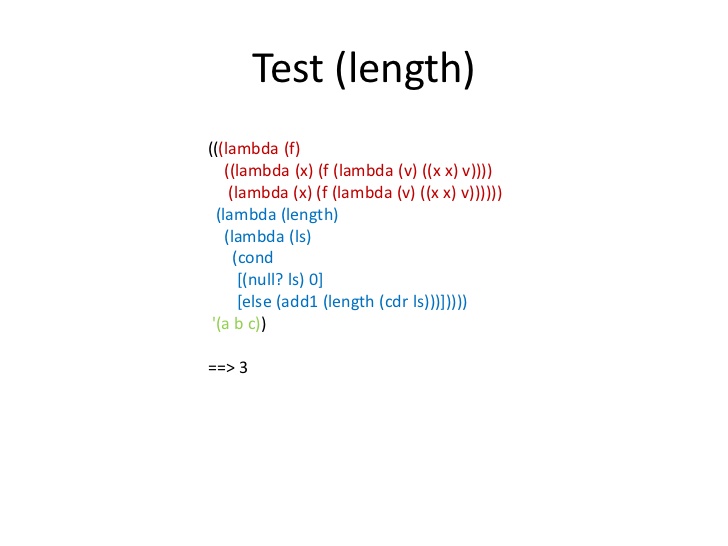 Test (length)
(((lambda (f)
((lambda (x) (f (lambda (v) ((x x) v))))
(lambda (x) (f (lambda (v) ((x x) v))))))
(lambda (length)
(lambda (ls)
(cond
[(null? ls) 0]
[else (add1 (length (cdr ls)))]))))
'(a b c))
==> 3